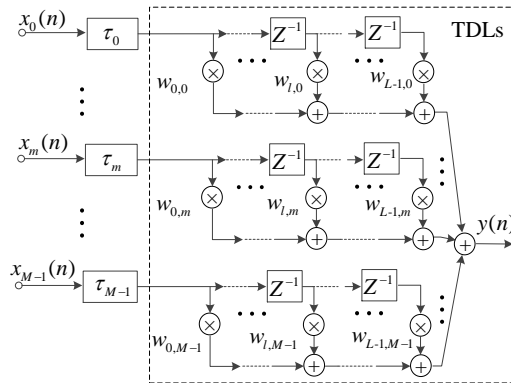 x_0(n) τ_0 Z^{-1} Z^{-1} TDLs
w_{0,0} w_{l,0} w_{L-1,0}
x_m(n) τ_m Z^{-1} Z^{-1}
w_{0,m} w_{l,m} w_{L-1,m} y(n)
x_{M-1}(n) τ_{M-1} Z^{-1} Z^{-1}
w_{0,M-1} w_{l,M-1} w_{L-1,M-1}